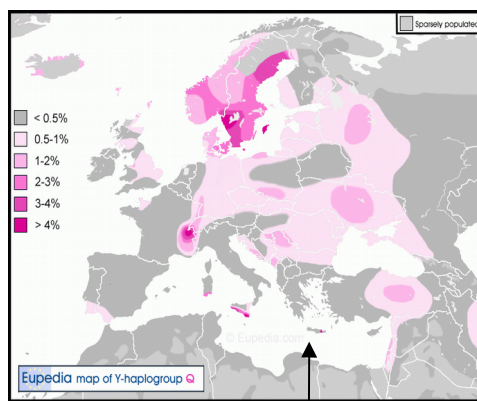 Sparsely populated
< 0.5%
0.5-1%
1-2%
2-3%
3-4%
> 4%
© Eupedia.com
Eupedia map of Y-haplogroup Q